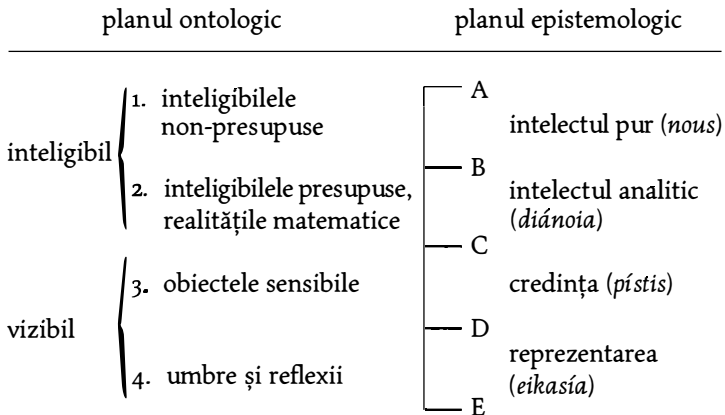 planul ontologic planul epistemologic
A
1. inteligibilele
non-presupuse
intelectul pur (nous)
inteligibil
B
2. inteligibilele presupuse,
realitățile matematice
intelectul analitic
(diánoia)
C
3. obiectele sensibile
credința (pístis)
vizibil
D
4. umbre și reflexii
reprezentarea
(eikasía)
E